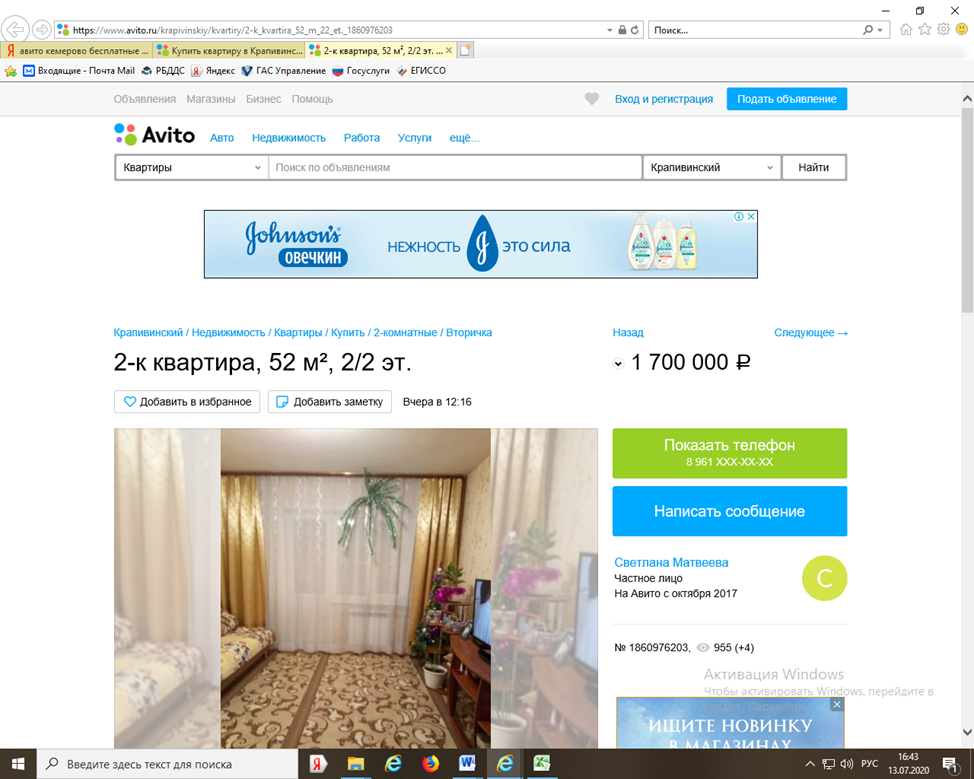 https://www.avito.ru/krapivinskiy/kvartiry/2-k_kvartira_52_m_22_et._1860976203
Поиск...
авито кемерово бесплатные ...
Купить квартиру в Крапивинс...
2-к квартира, 52 м², 2/2 эт. ...
Входящие - Почта Mail
РБДДС
Яндекс
ГАС Управление
Госуслуги
ЕГИССО
Объявления Магазины Бизнес Помощь
Вход и регистрация
Подать объявление
Avito
Авто Недвижимость Работа Услуги ещё...
Квартиры
Поиск по объявлениям
Крапивинский
Найти
Johnson's
ОВЕЧКИН
НЕЖНОСТЬ
ЭТО СИЛА
Крапивинский / Недвижимость / Квартиры / Купить / 2-комнатные / Вторичка
Назад
Следующее →
2-к квартира, 52 м², 2/2 эт.
1 700 000 ₽
Добавить в избранное
Добавить заметку
Вчера в 12:16
Показать телефон
8 961 XXX-XX-XX
Написать сообщение
Светлана Матвеева
Частное лицо
На Авито с октября 2017
С
№ 1860976203, 955 (+4)
Активация Windows
Чтобы активировать Windows, перейдите в
раздел "Параметры".
ИЩИТЕ НОВИНКУ
В МАГАЗИНАХ
Введите здесь текст для поиска
РУС
16:43
13.07.2020
1